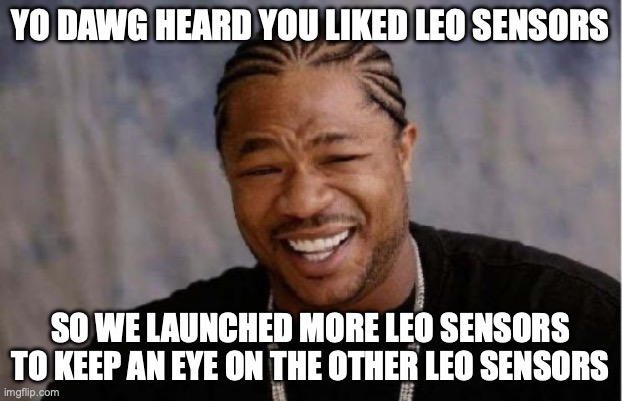 YO DAWG HEARD YOU LIKED LEO SENSORS
SO WE LAUNCHED MORE LEO SENSORS
TO KEEP AN EYE ON THE OTHER LEO SENSORS
imgflip.com